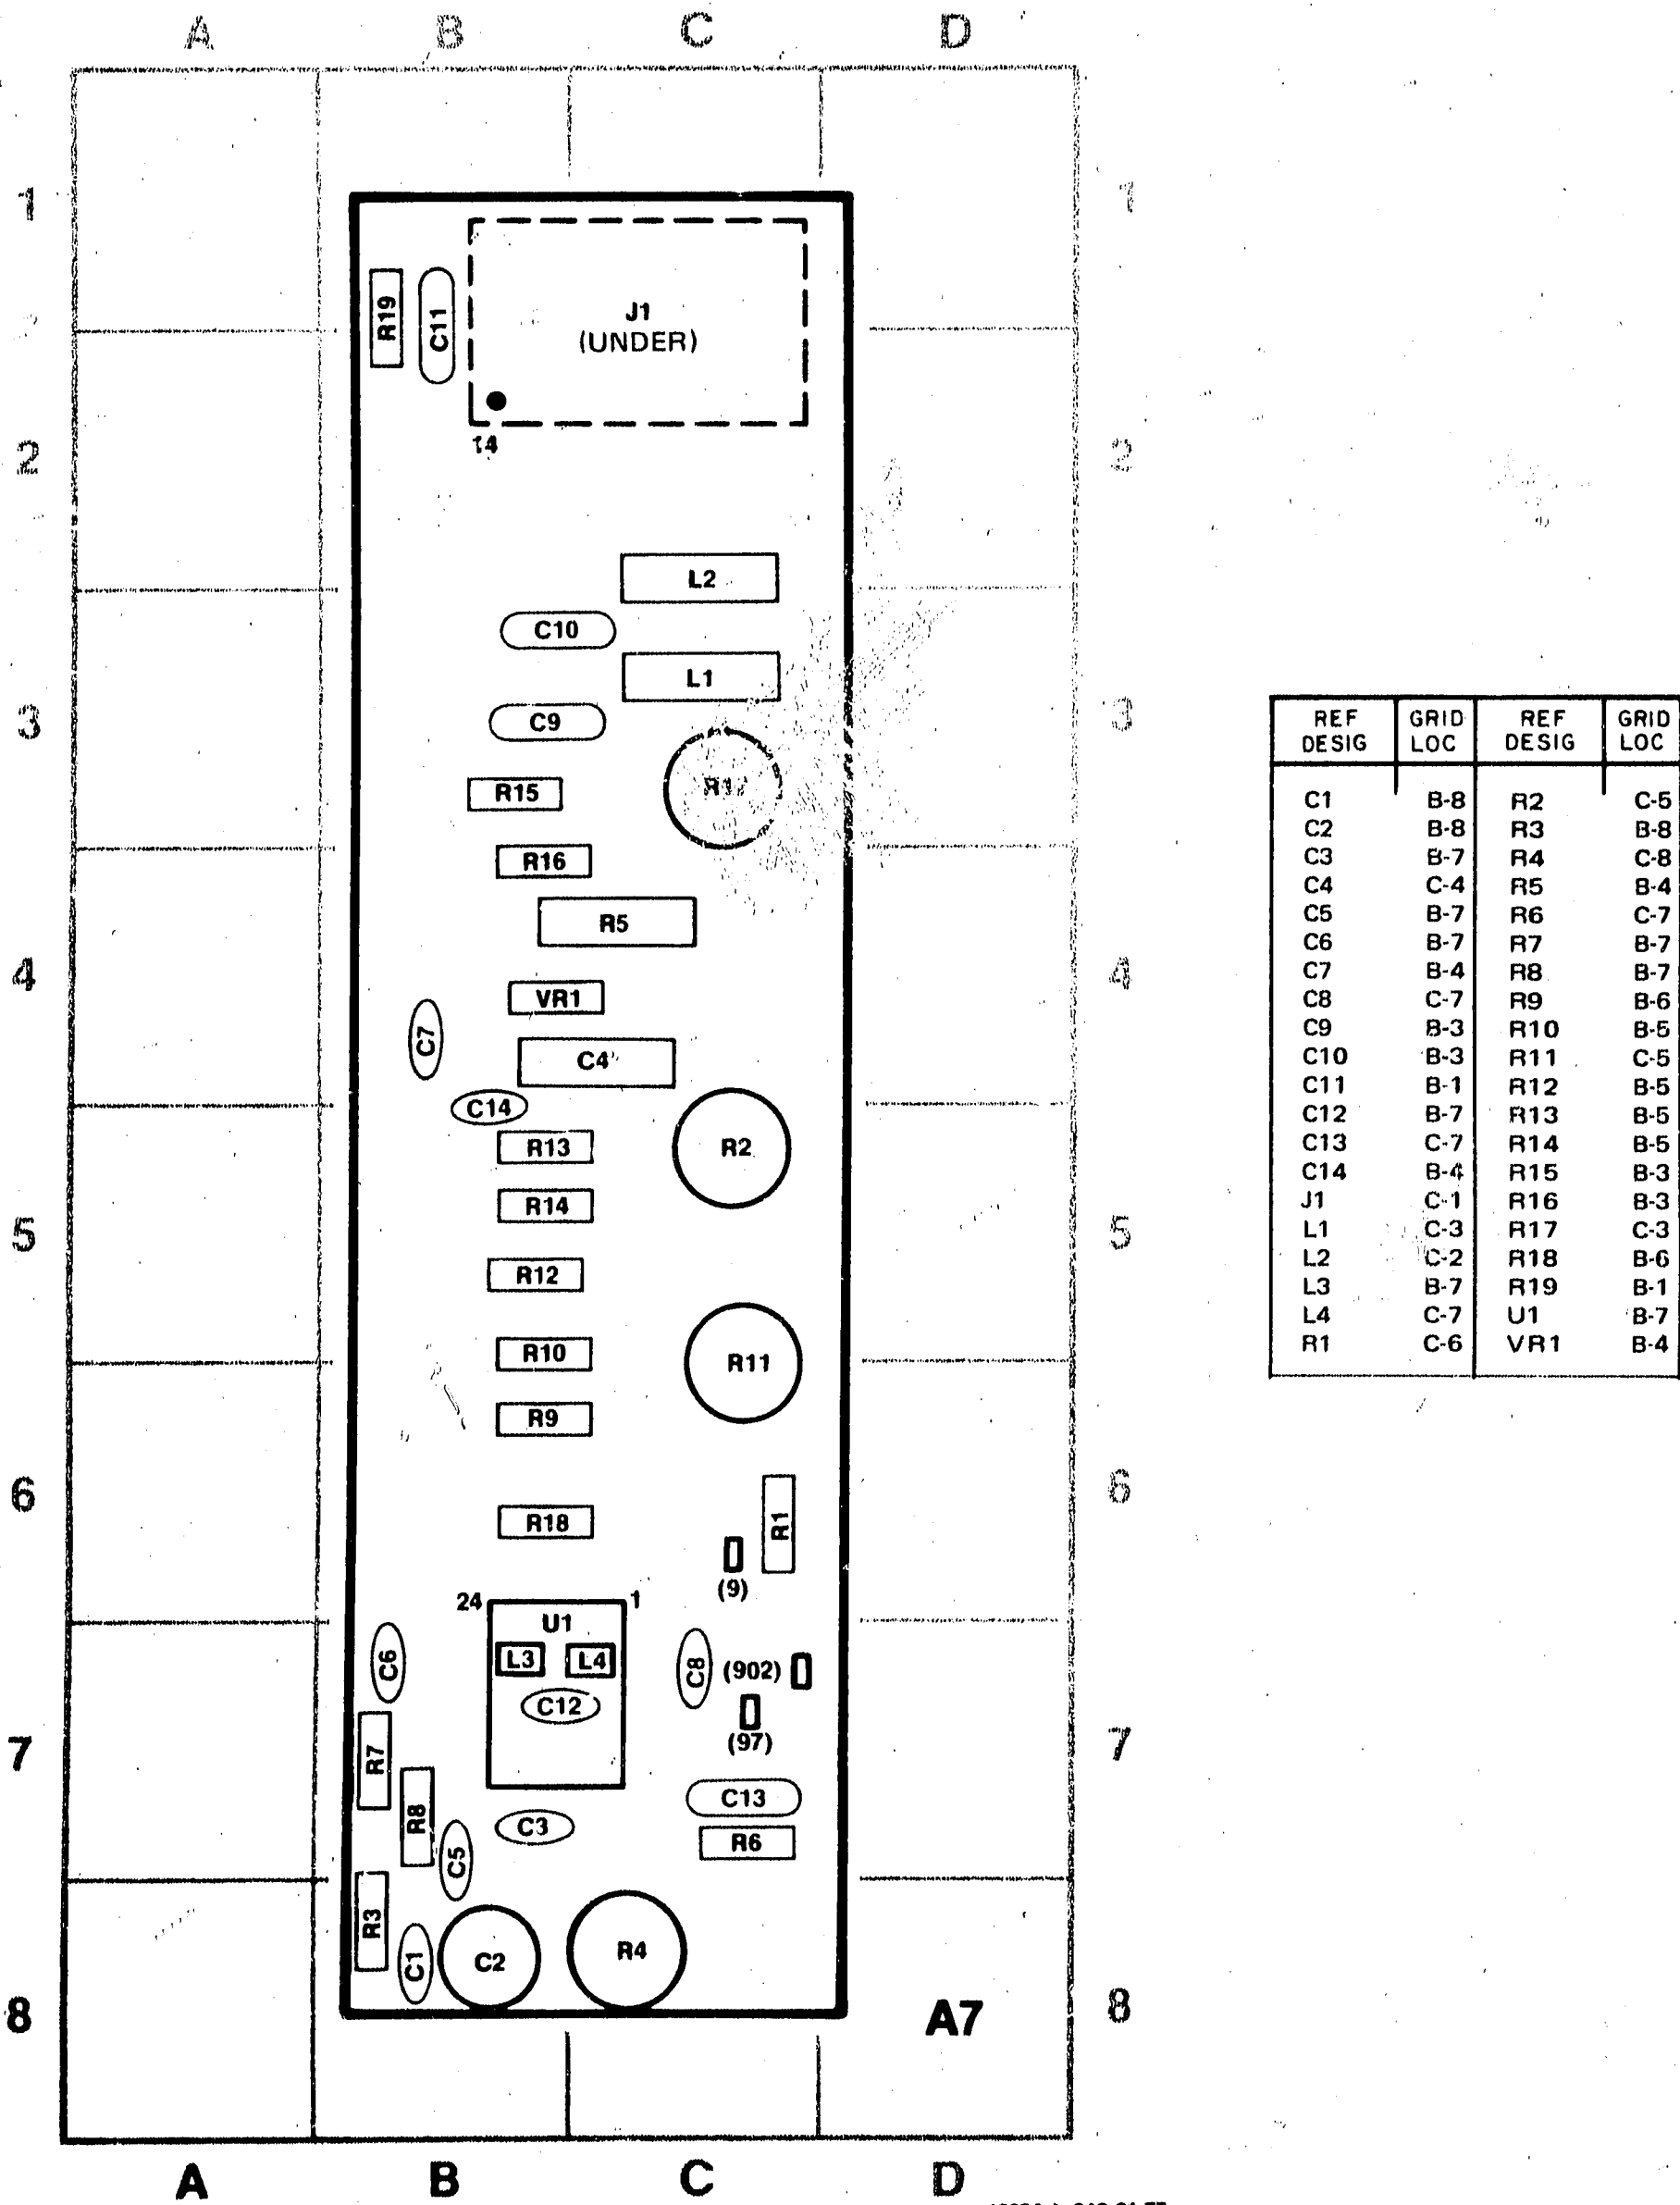 A B C D
1 1
R19 C11 J1
(UNDER)
14
2 2
L2
C10
L1
3 C9 3
R15
R16
R5
4 VR1 4
C7 C4
C14
R13 R2
R14
5 5
R12
R10 R11
R9
6 6
R18 R1
(9)
24 1
U1
C6 L3 L4 C8 (902)
C12
(97)
7 R7 7
R8 C13
C3 R6
C5
R3 C1 C2 R4
8 A7 8
A B C D
REF DESIG GRID LOC REF DESIG GRID LOC
C1 B-8 R2 C-5
C2 B-8 R3 B-8
C3 B-7 R4 C-8
C4 C-4 R5 B-4
C5 B-7 R6 C-7
C6 B-7 R7 B-7
C7 B-4 R8 B-7
C8 C-7 R9 B-6
C9 B-3 R10 B-5
C10 B-3 R11 C-5
C11 B-1 R12 B-5
C12 B-7 R13 B-5
C13 C-7 R14 B-5
C14 B-4 R15 B-3
J1 C-1 R16 B-3
L1 C-3 R17 C-3
L2 C-2 R18 B-6
L3 B-7 R19 B-1
L4 C-7 U1 B-7
R1 C-6 VR1 B-4